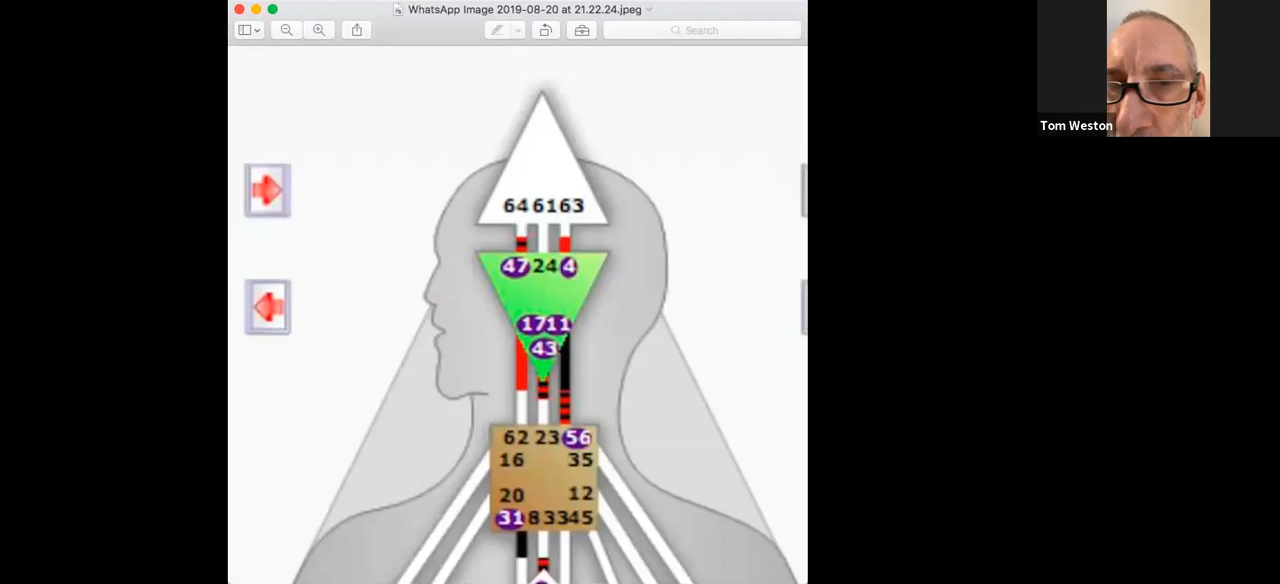 WhatsApp Image 2019-08-20 at 21.22.24.jpeg
Search
Tom Weston
64 61 63
47 24 4
17 11
43
62 23 56
16 35
20 12
31 8 33 45